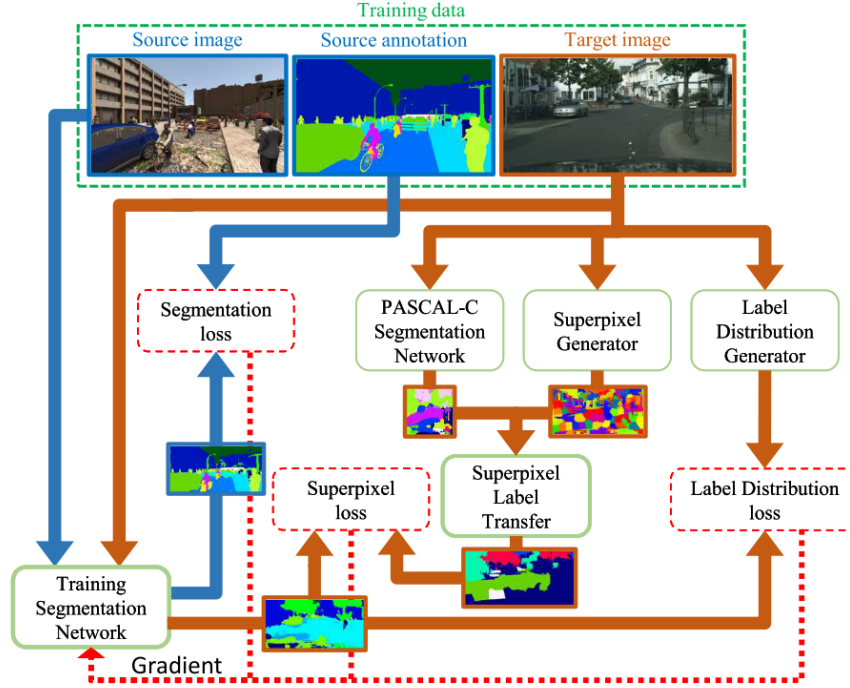 Training data
Source image
Source annotation
Target image
Segmentation
loss
PASCAL-C
Segmentation
Network
Superpixel
Generator
Label
Distribution
Generator
Superpixel
loss
Superpixel
Label
Transfer
Label Distribution
loss
Training
Segmentation
Network
Gradient